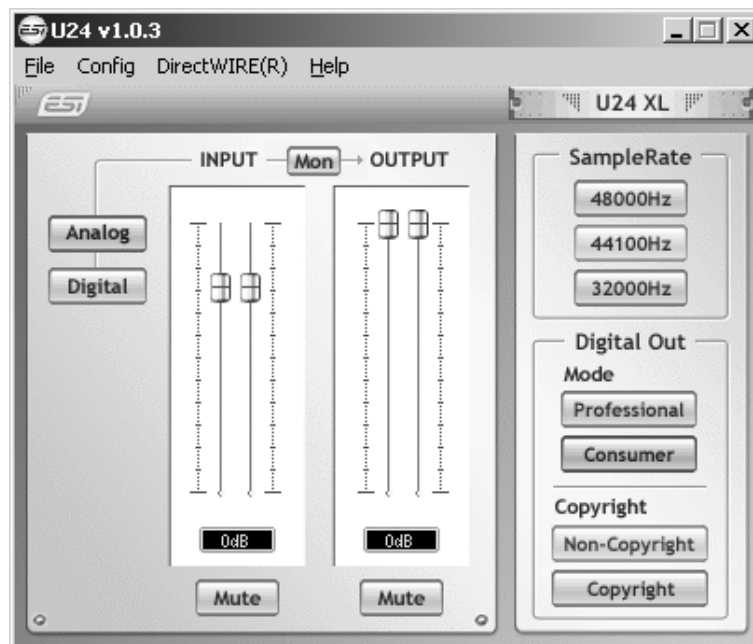 ESI U24 v1.0.3
File Config DirectWIRE(R) Help
ESI
U24 XL
INPUT Mon OUTPUT
Analog
Digital
0dB
0dB
Mute
Mute
SampleRate
48000Hz
44100Hz
32000Hz
Digital Out
Mode
Professional
Consumer
Copyright
Non-Copyright
Copyright